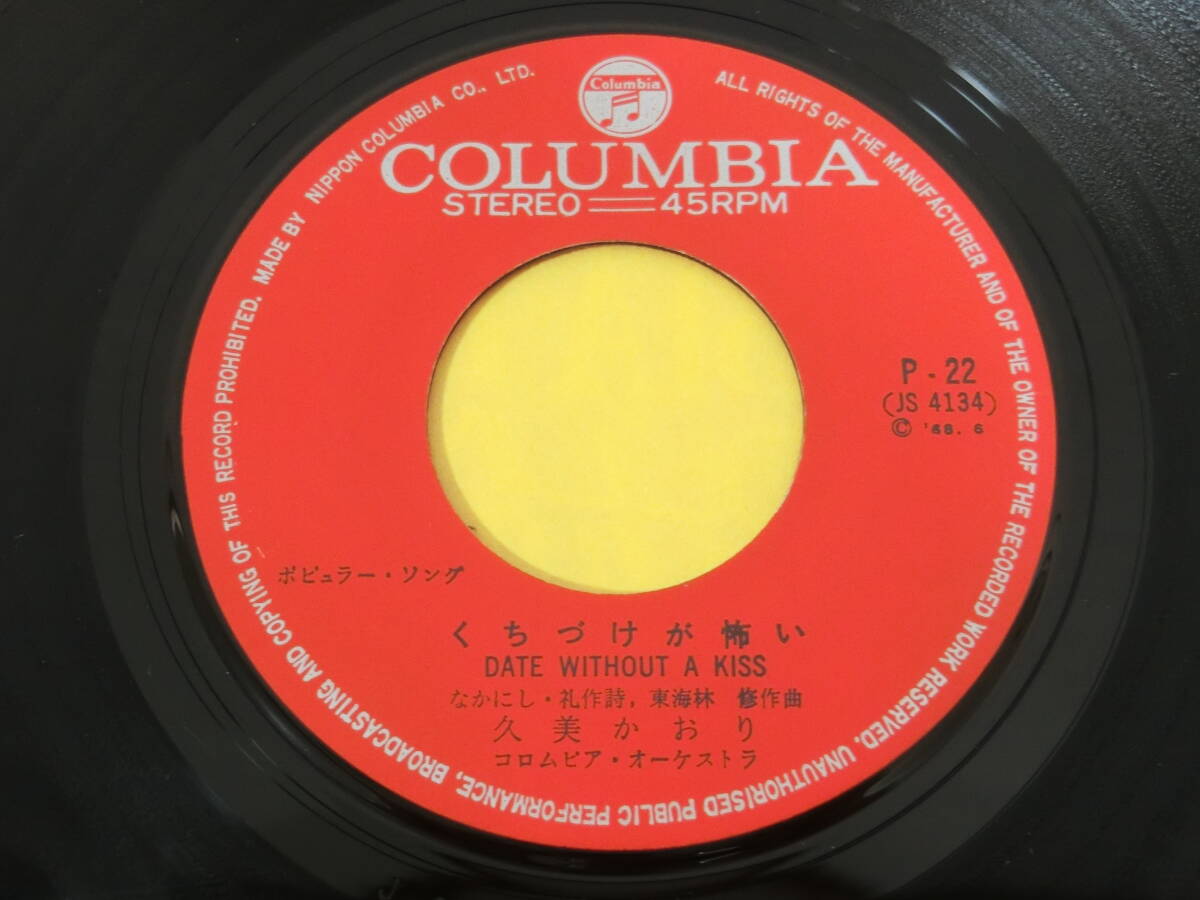 Columbia
COLUMBIA
STEREO 45RPM
P-22
(JS 4134)
© '68. 6
ポピュラー・ソング
くちづけが怖い
DATE WITHOUT A KISS
なかにし・礼作詩, 東海林 修作曲
久美かおり
コロムビア・オーケストラ
ALL RIGHTS OF THE MANUFACTURER AND OF THE OWNER OF THE RECORDED WORK RESERVED. UNAUTHORISED PUBLIC PERFORMANCE, BROADCASTING AND COPYING OF THIS RECORD PROHIBITED. MADE BY NIPPON COLUMBIA CO., LTD.